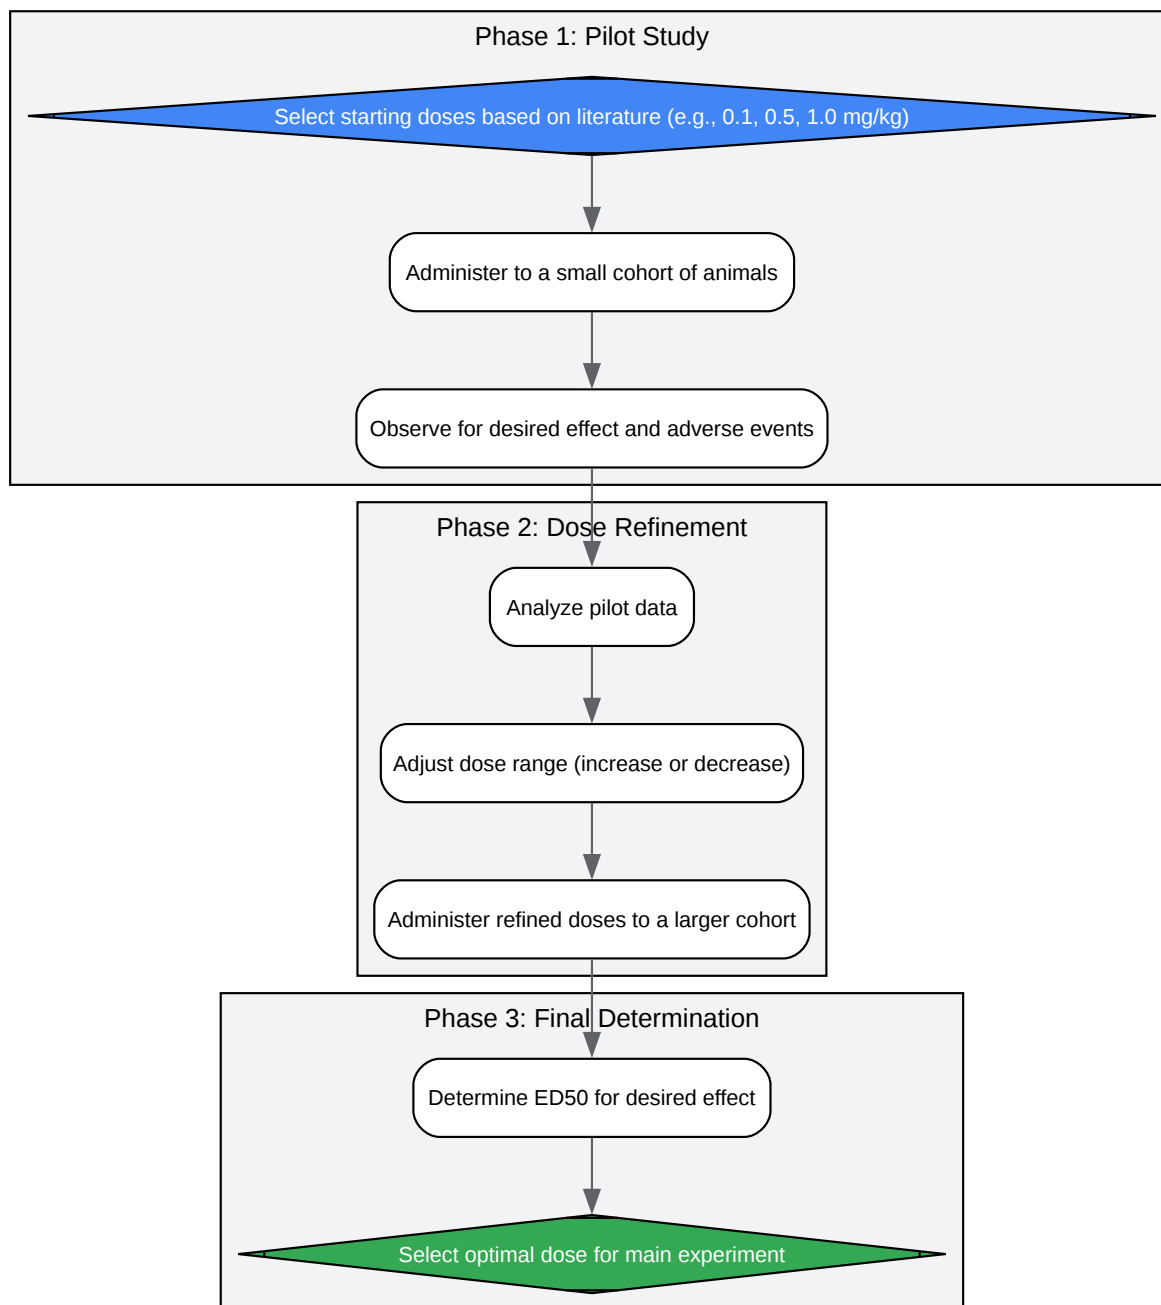 Phase 1: Pilot Study
Select starting doses based on literature (e.g., 0.1, 0.5, 1.0 mg/kg)
Administer to a small cohort of animals
Observe for desired effect and adverse events
Phase 2: Dose Refinement
Analyze pilot data
Adjust dose range (increase or decrease)
Administer refined doses to a larger cohort
Phase 3: Final Determination
Determine ED50 for desired effect
Select optimal dose for main experiment